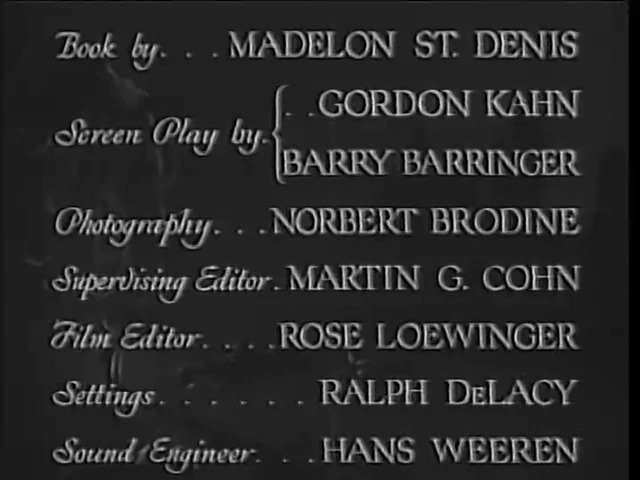 Book by. . . MADELON ST. DENIS
. . GORDON KAHN
Screen Play by.
BARRY BARRINGER
Photography. . . NORBERT BRODINE
Supervising Editor. MARTIN G. COHN
Film Editor. . . . ROSE LOEWINGER
Settings. . . . . . RALPH DELACY
Sound Engineer. . . HANS WEEREN